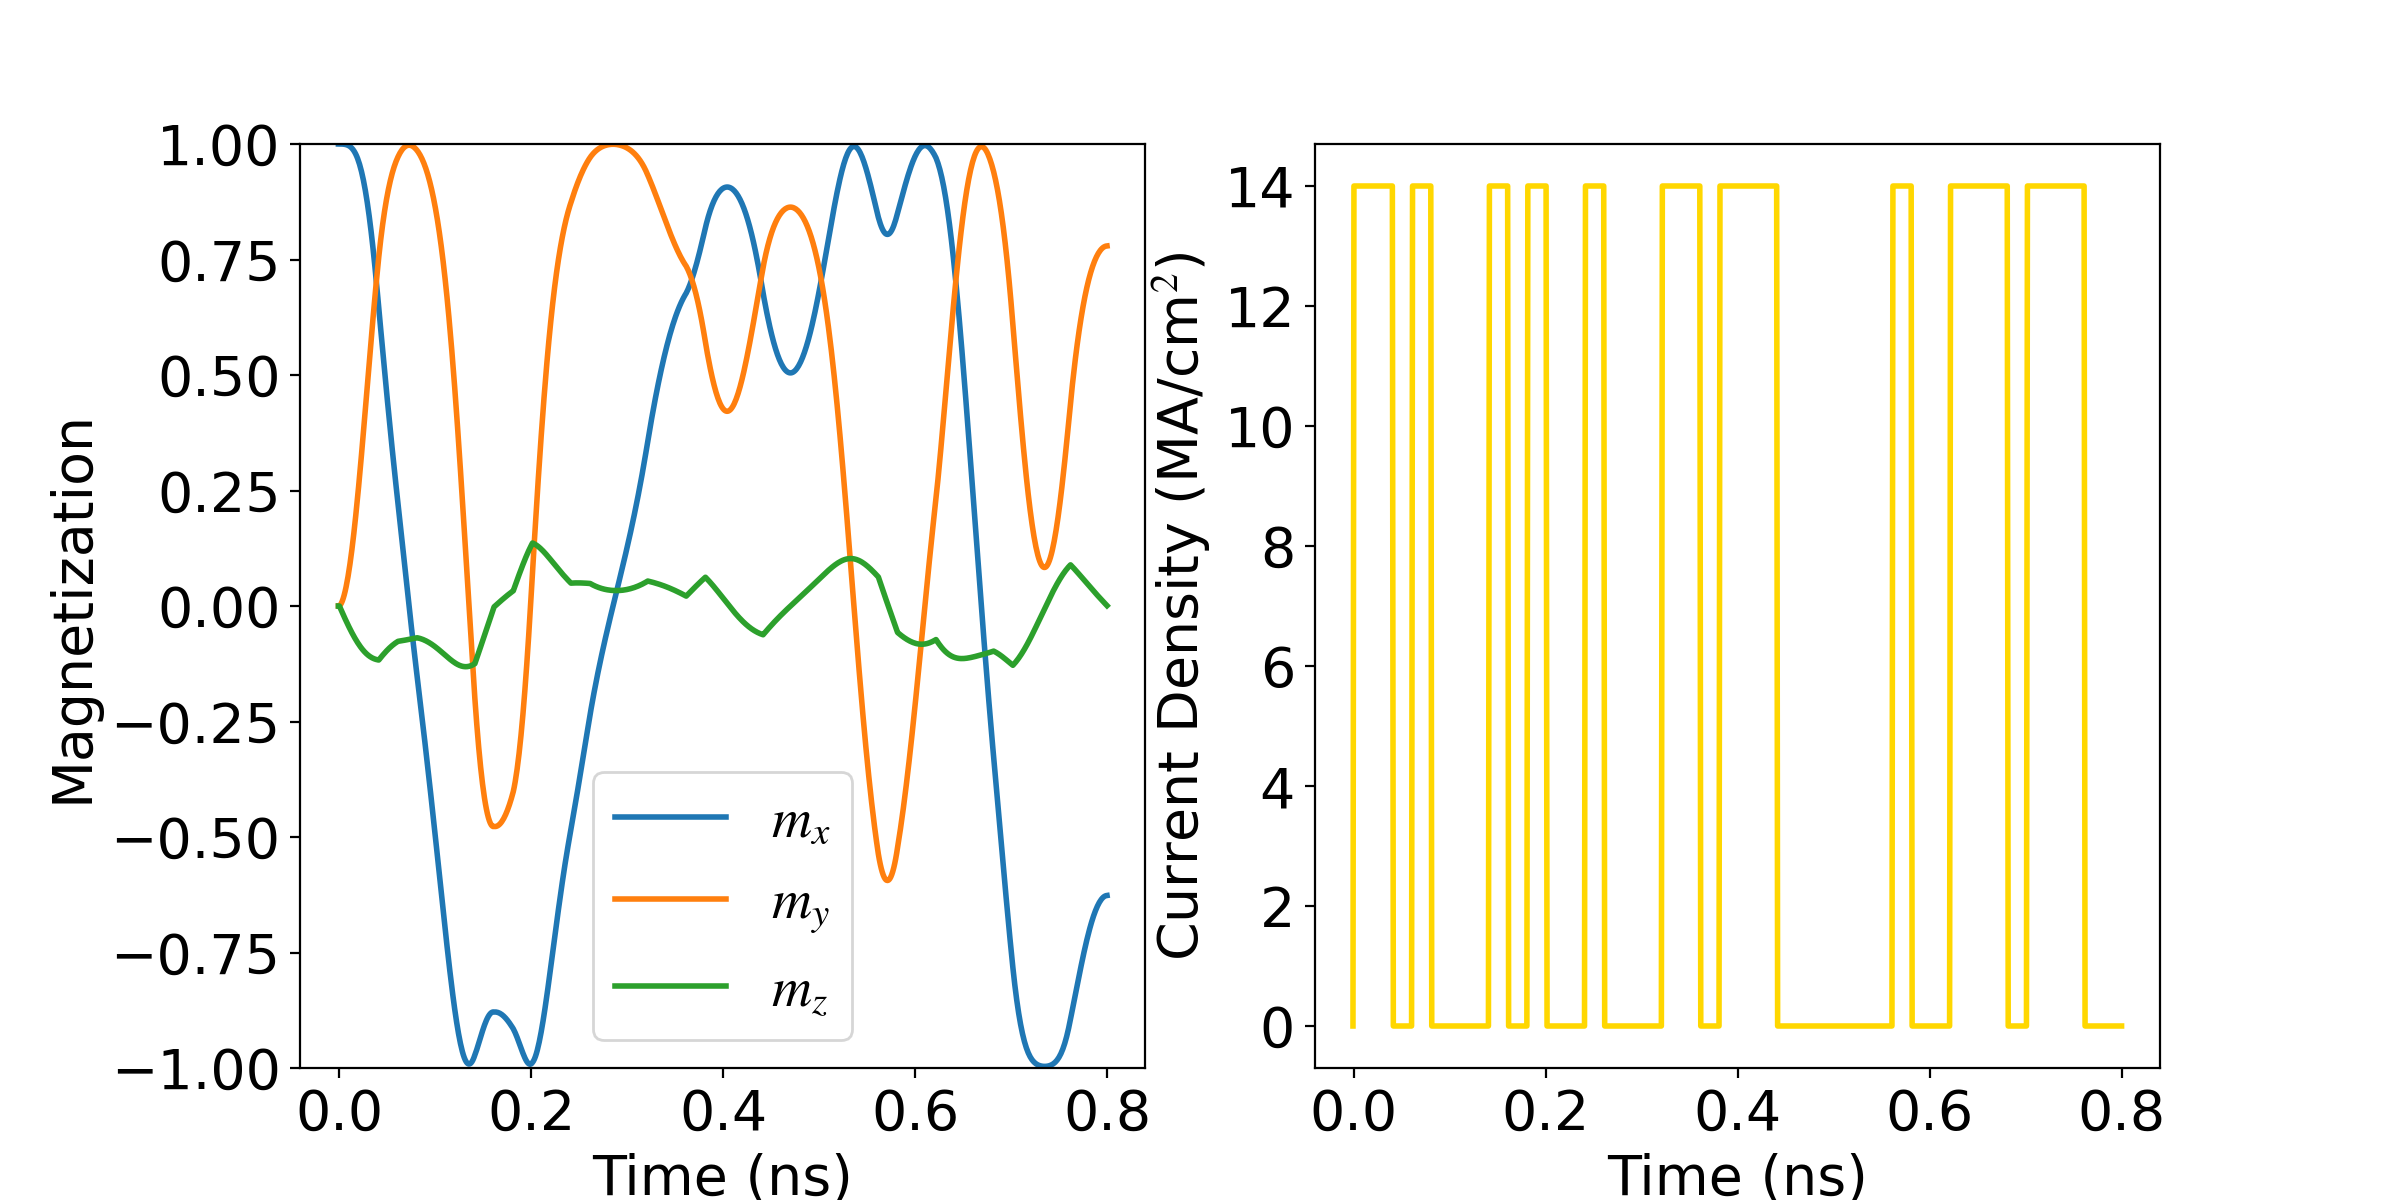 Magnetization
1.00
0.75
0.50
0.25
0.00
−0.25
−0.50
−0.75
−1.00
0.0 0.2 0.4 0.6 0.8
Time (ns)
m_x
m_y
m_z
Current Density (MA/cm²)
14
12
10
8
6
4
2
0
0.0 0.2 0.4 0.6 0.8
Time (ns)